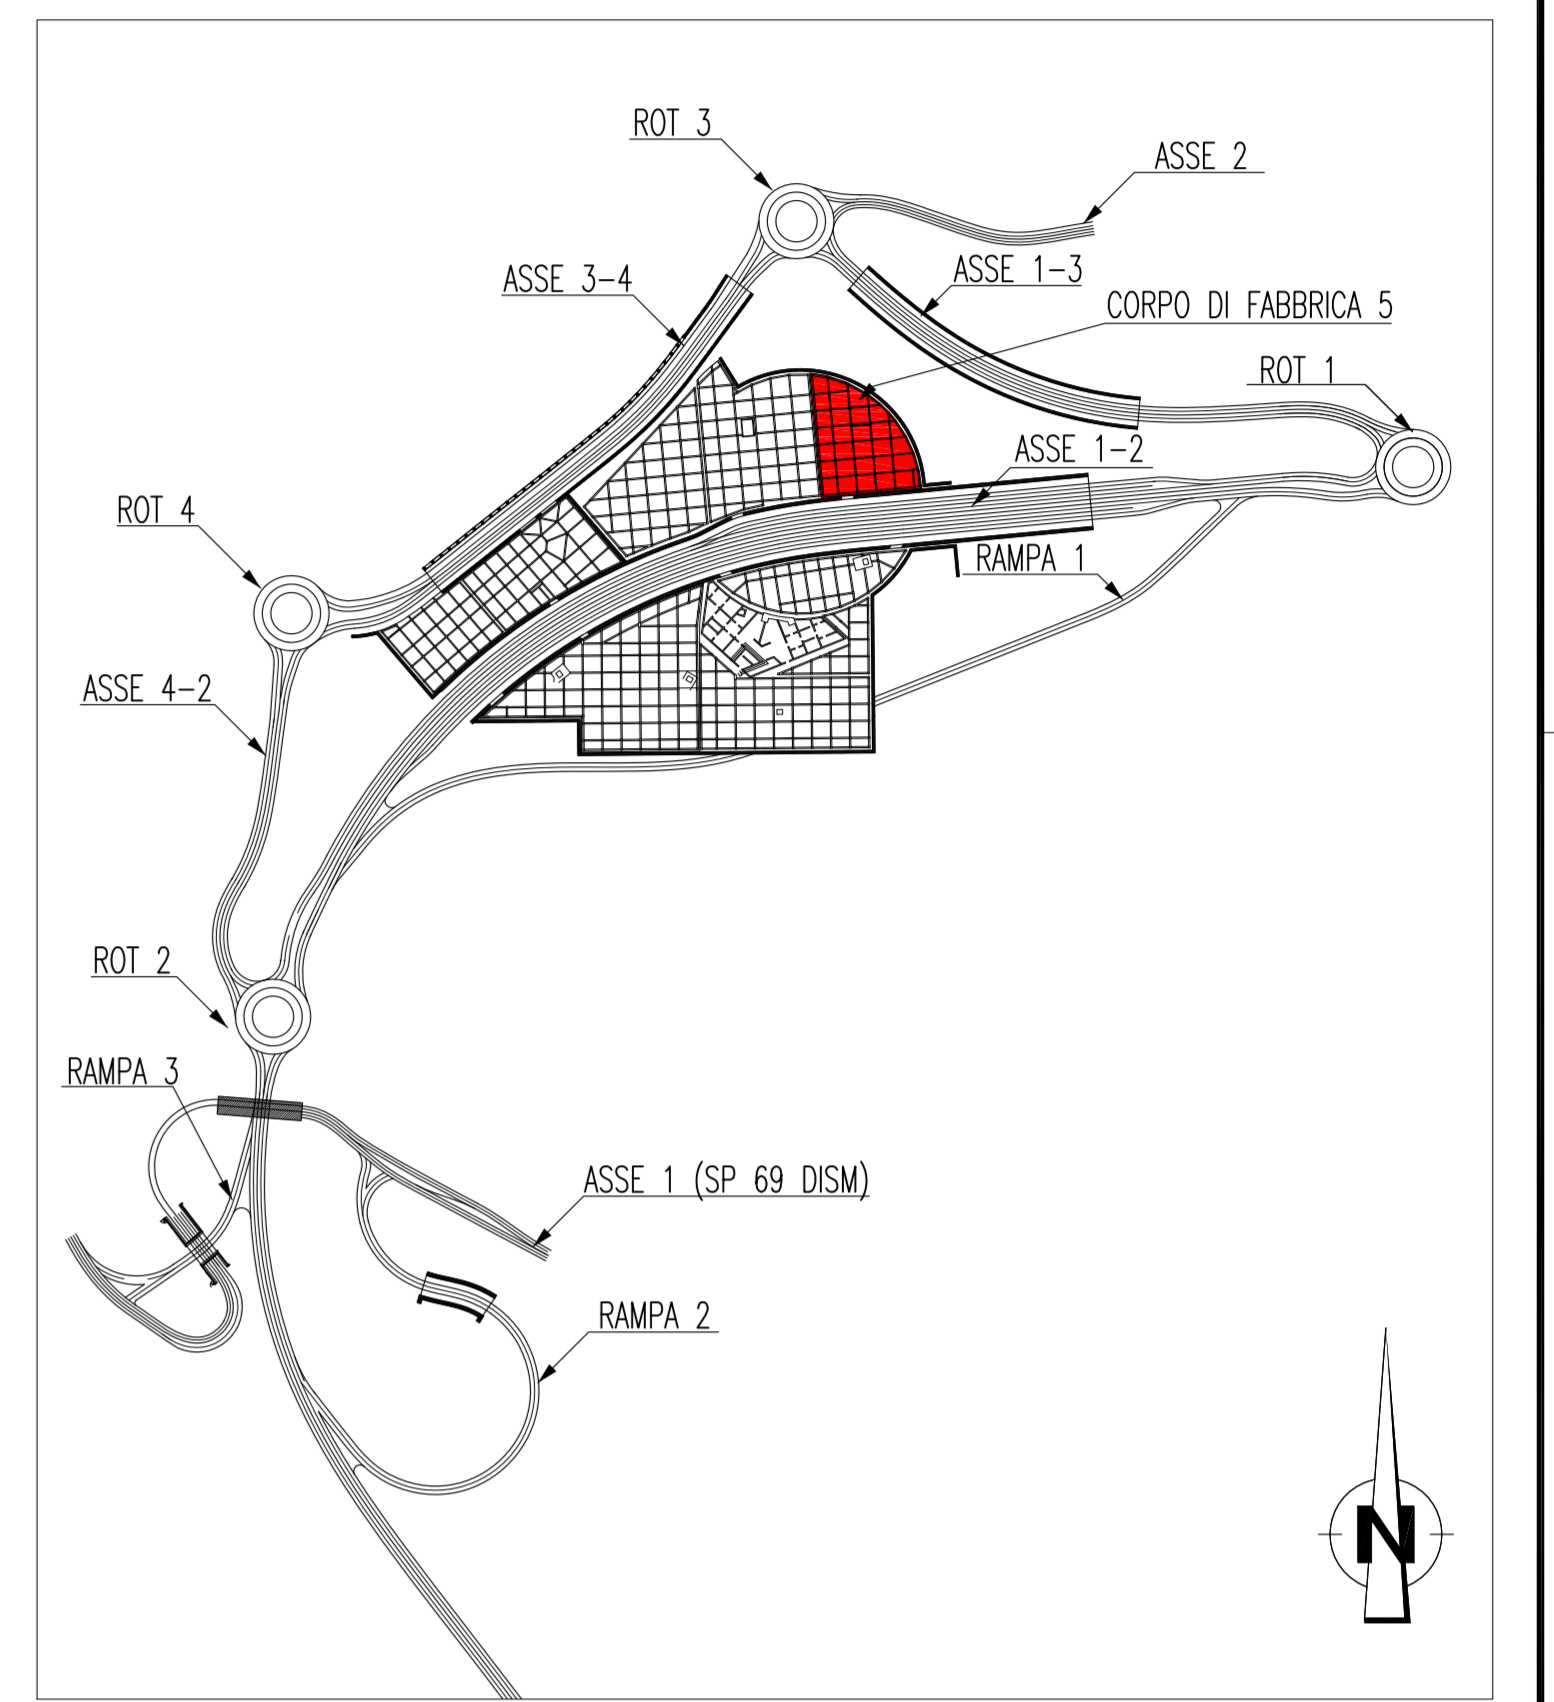 ROT 3
ASSE 2
ASSE 3-4
ASSE 1-3
CORPO DI FABBRICA 5
ROT 1
ASSE 1-2
ROT 4
RAMPA 1
ASSE 4-2
ROT 2
RAMPA 3
ASSE 1 (SP 69 DISM)
RAMPA 2
N